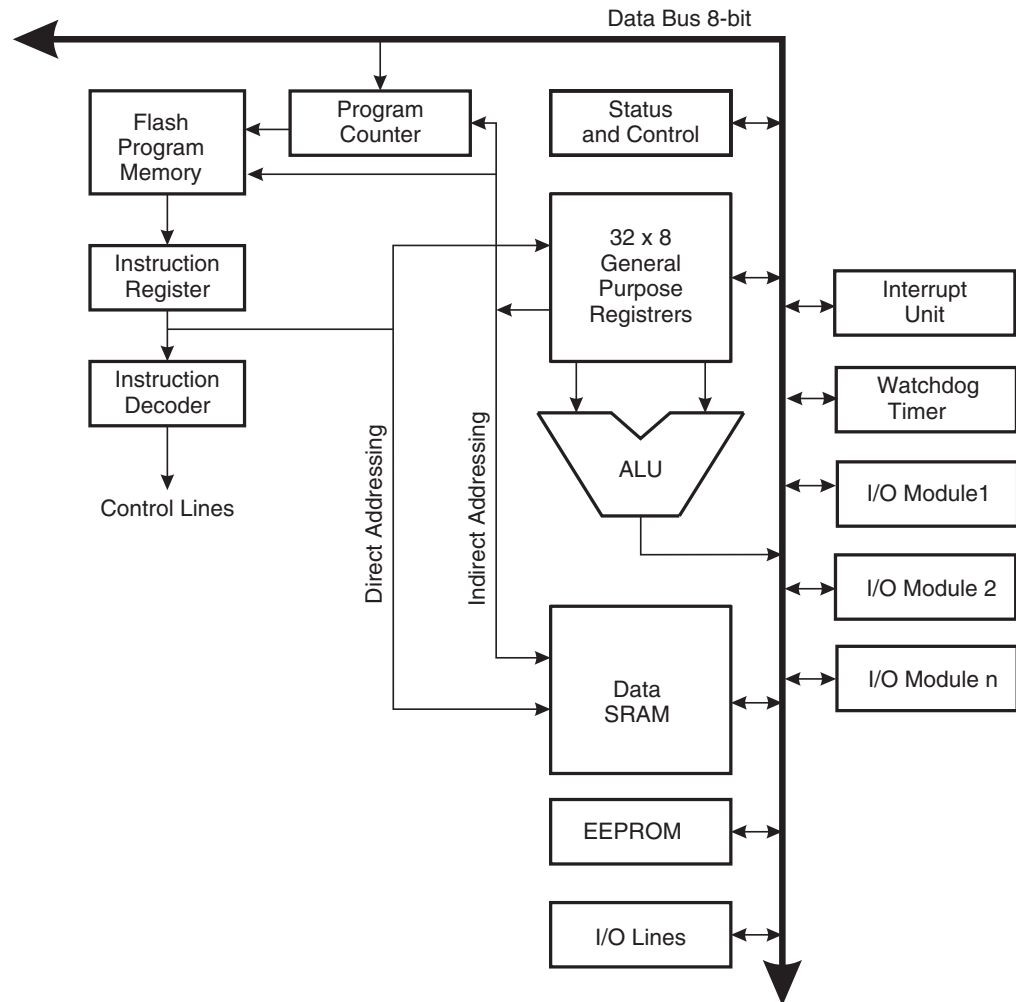 Data Bus 8-bit
Flash
Program
Memory
Program
Counter
Status
and Control
Instruction
Register
32 x 8
General
Purpose
Registrers
Interrupt
Unit
Instruction
Decoder
Watchdog
Timer
Control Lines
Direct Addressing
Indirect Addressing
ALU
I/O Module1
I/O Module 2
Data
SRAM
I/O Module n
EEPROM
I/O Lines